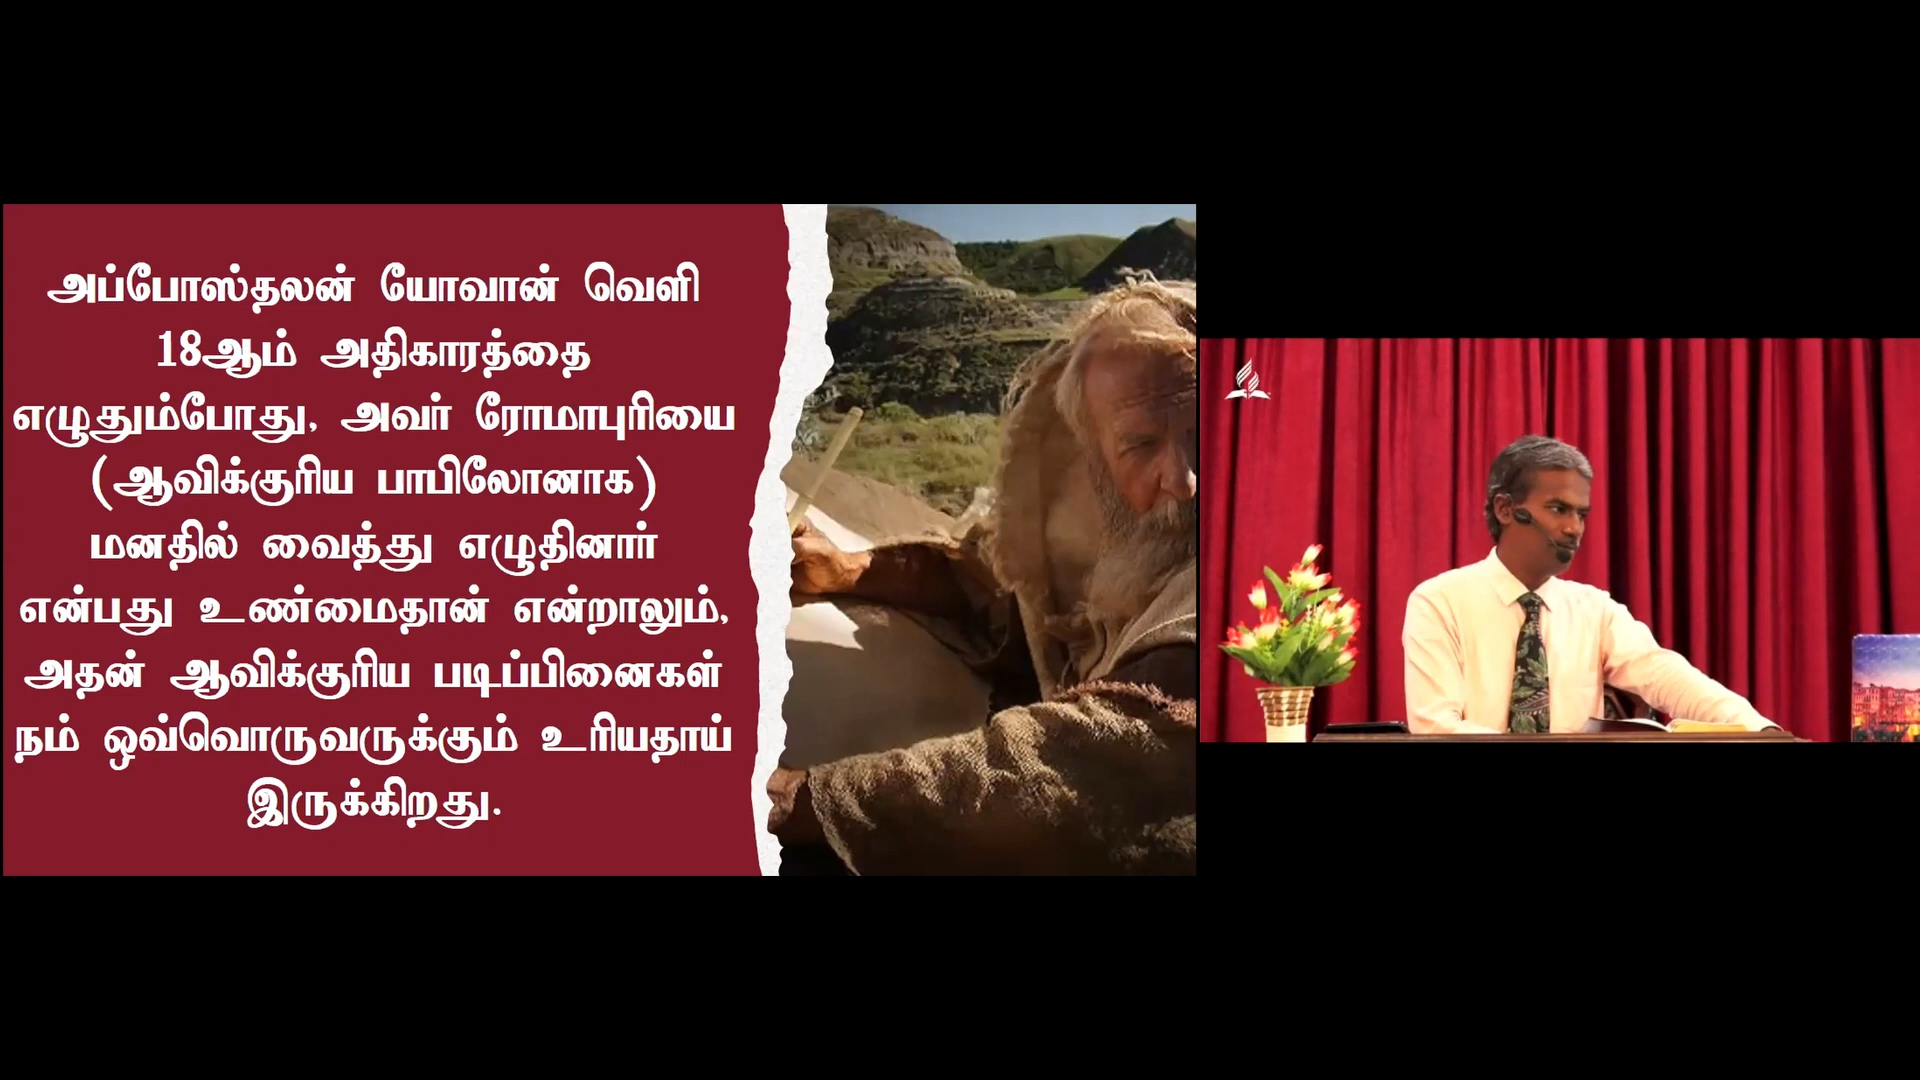 அப்போஸ்தலன் யோவான் வெளி
18ஆம் அதிகாரத்தை
எழுதும்போது, அவர் ரோமாபுரியை
(ஆவிக்குரிய பாபிலோனாக)
மனதில் வைத்து எழுதினார்
என்பது உண்மைதான் என்றாலும்,
அதன் ஆவிக்குரிய படிப்பினைகள்
நம் ஒவ்வொருவருக்கும் உரியதாய்
இருக்கிறது.